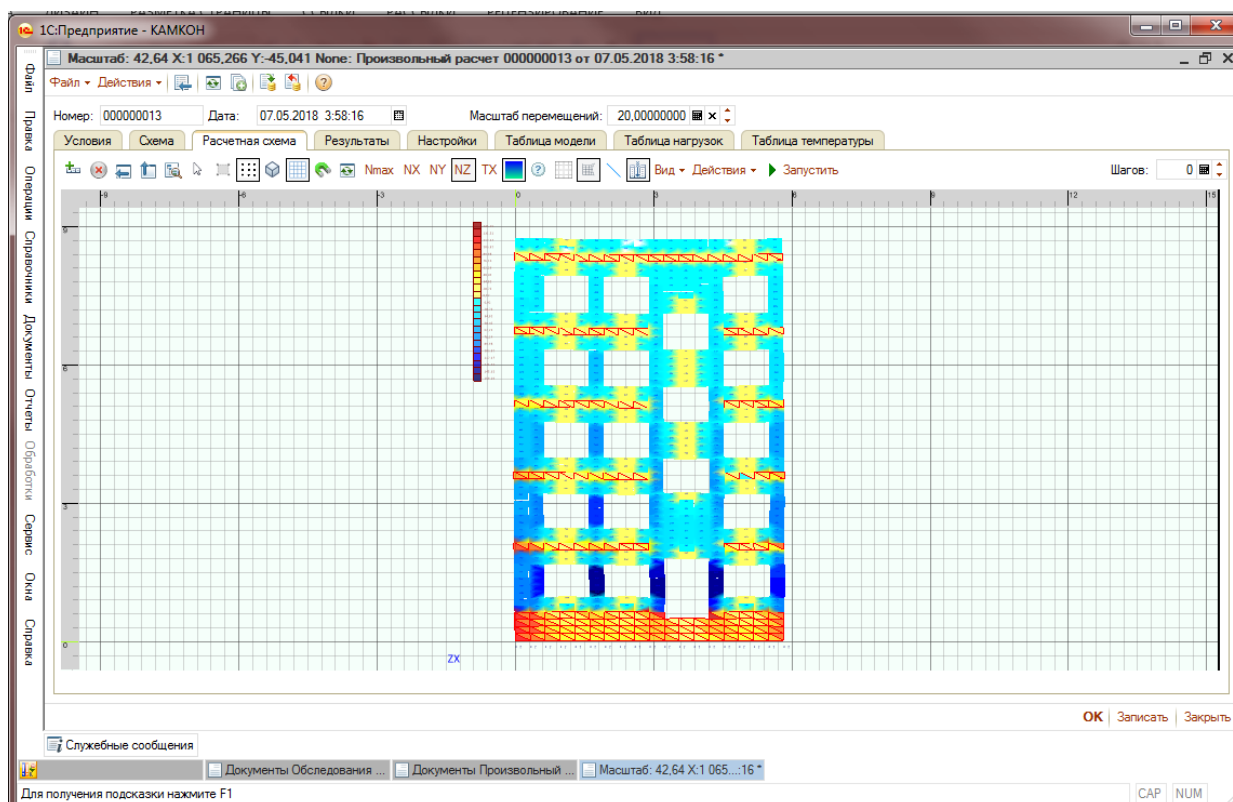 1С:Предприятие - КАМКОН
Масштаб: 42,64 X:1 065,266 Y:-45,041 None: Произвольный расчет 000000013 от 07.05.2018 3:58:16 *
Файл Правка Операции Справочники Документы Отчеты Обработки Сервис Окна Справка
Файл Действия
Номер: 000000013 Дата: 07.05.2018 3:58:16 Масштаб перемещений: 20,00000000
Условия Схема Расчетная схема Результаты Настройки Таблица модели Таблица нагрузок Таблица температуры
Nmax NX NY NZ TX Вид Действия Запустить Шагов: 0
-9 -6 -3 0 3 6 9 12 15
9
6
3
0
ZX
OK Записать Закрыть
Служебные сообщения
Документы Обследования ... Документы Произвольный ... Масштаб: 42,64 X:1 065...:16 *
Для получения подсказки нажмите F1 CAP NUM